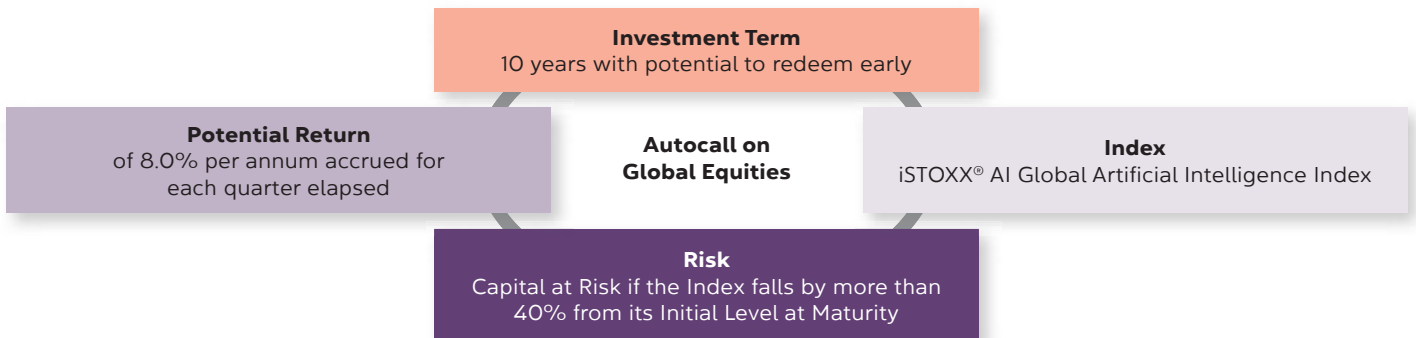 Investment Term
10 years with potential to redeem early
Potential Return
of 8.0% per annum accrued for
each quarter elapsed
Autocall on
Global Equities
Index
iSTOXX® AI Global Artificial Intelligence Index
Risk
Capital at Risk if the Index falls by more than
40% from its Initial Level at Maturity